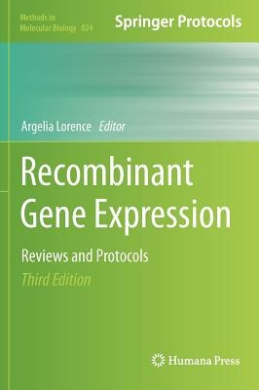 Methods in
Molecular Biology 824
Springer Protocols
Argelia Lorence Editor
Recombinant
Gene Expression
Reviews and Protocols
Third Edition
Humana Press